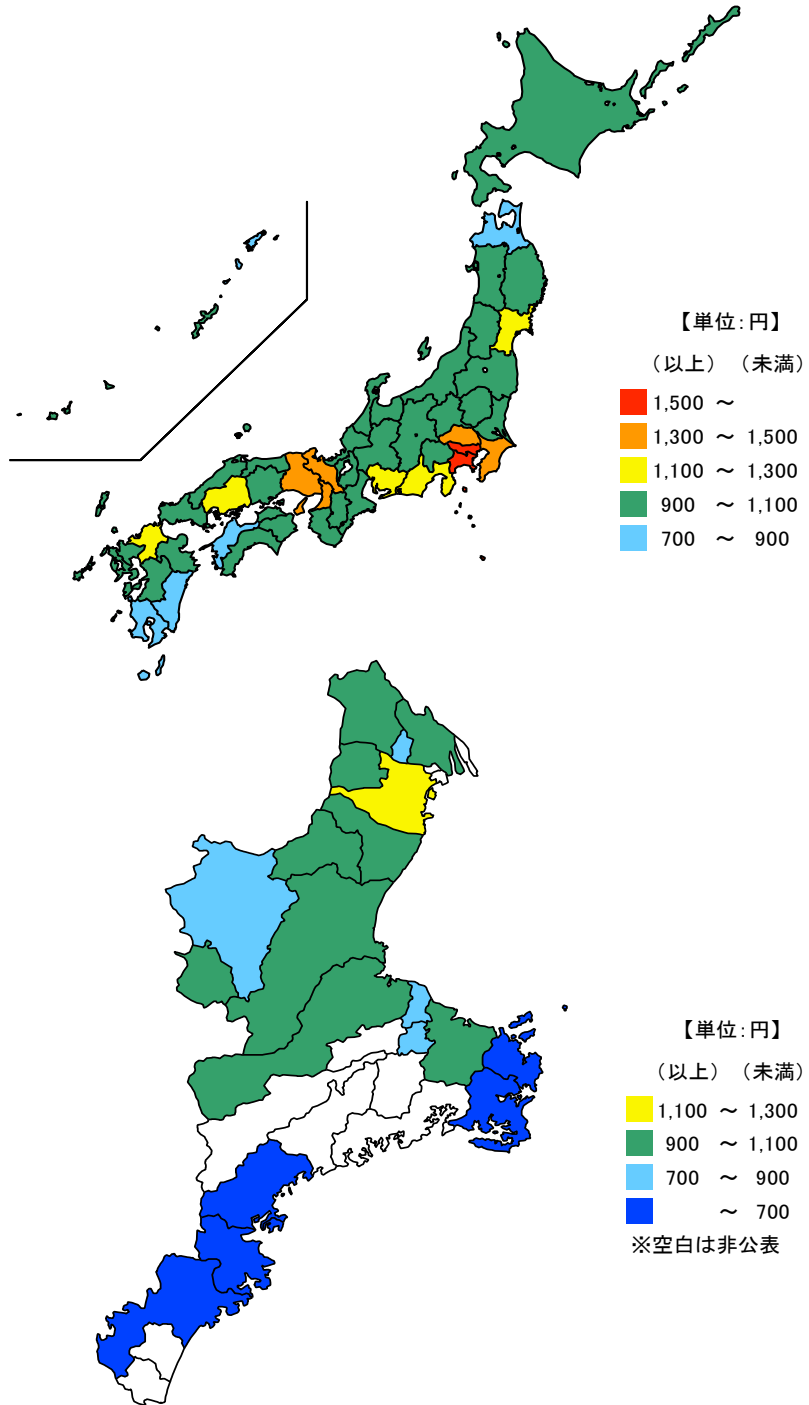 【単位：円】
（以上） （未満）
1,500 ～
1,300 ～ 1,500
1,100 ～ 1,300
900 ～ 1,100
700 ～ 900
【単位：円】
（以上） （未満）
1,100 ～ 1,300
900 ～ 1,100
700 ～ 900
～ 700
※空白は非公表